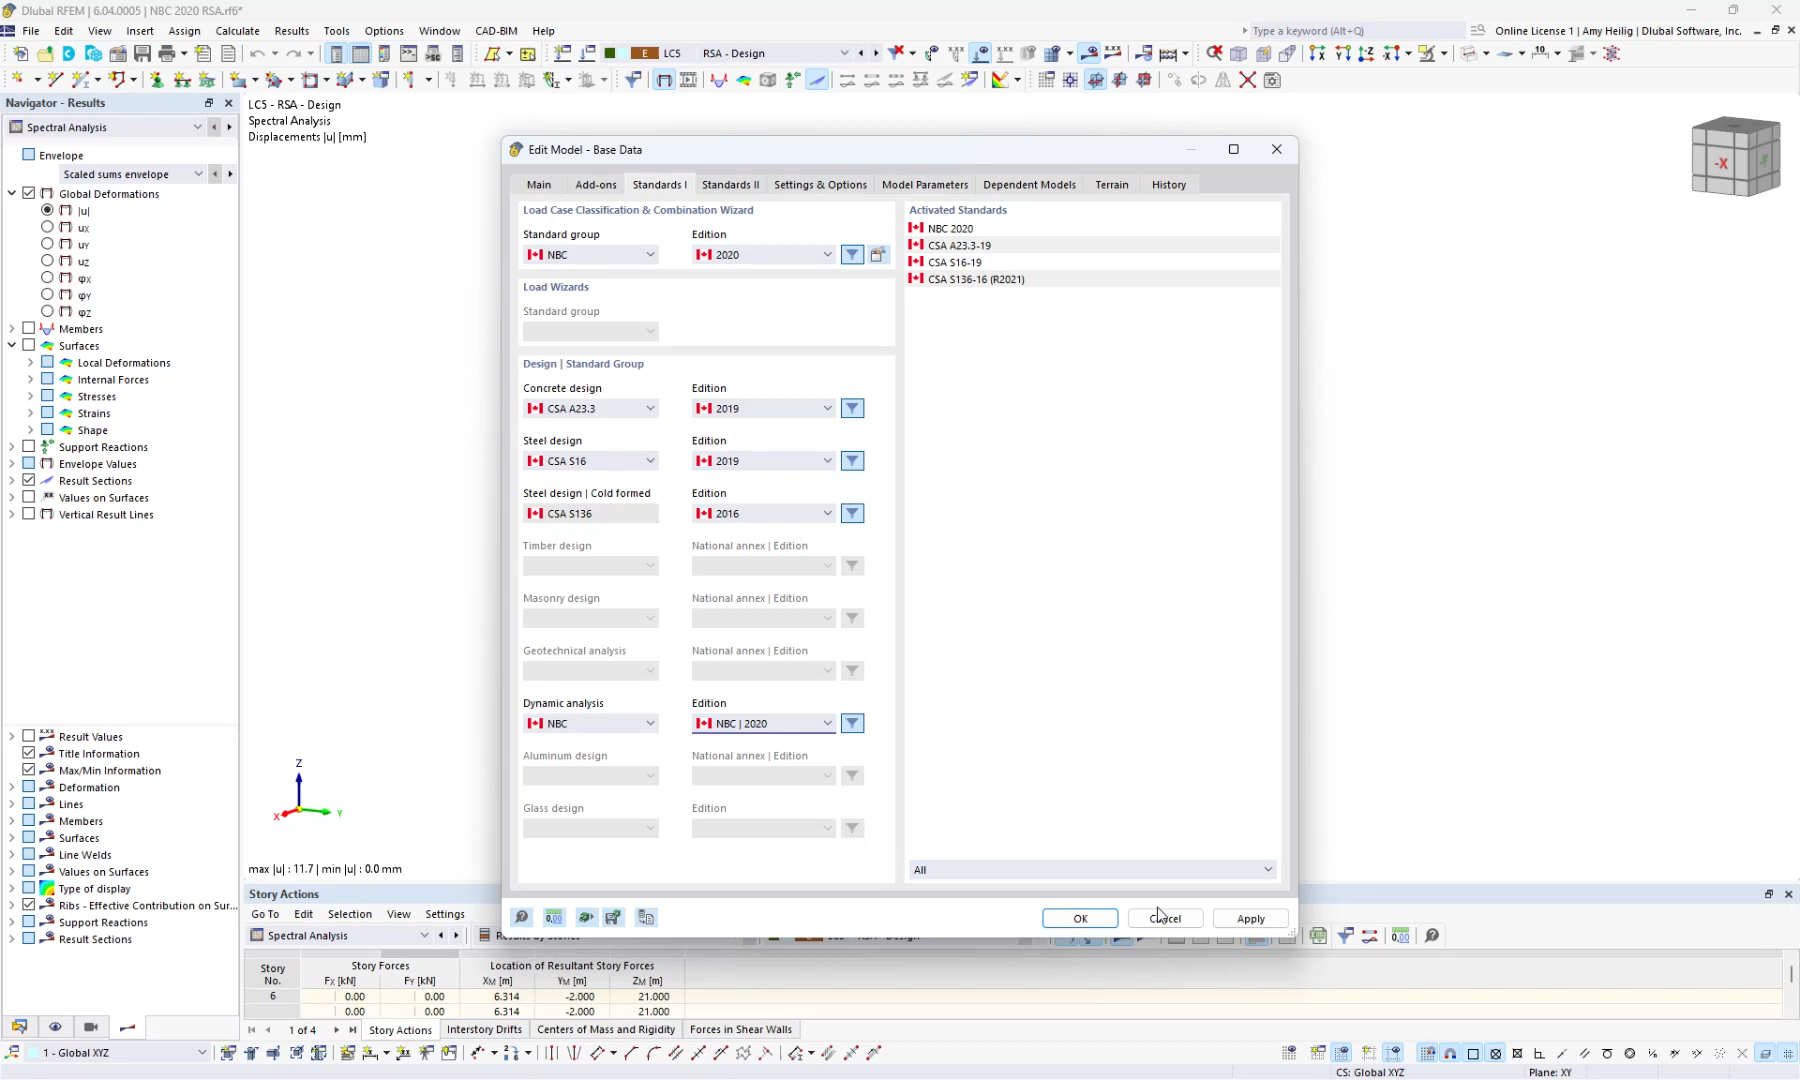 Dlubal RFEM | 6.04.0005 | NBC 2020 RSA.rf6*
File Edit View Insert Assign Calculate Results Tools Options Window CAD-BIM Help
Type a keyword (Alt+Q)
Online License 1 | Amy Heilig | Dlubal Software, Inc.
E LC5 RSA - Design
Navigator - Results
Spectral Analysis
Envelope
Scaled sums envelope
Global Deformations
|u|
uX
uY
uZ
φX
φY
φZ
Members
Surfaces
Local Deformations
Internal Forces
Stresses
Strains
Shape
Support Reactions
Envelope Values
Result Sections
Values on Surfaces
Vertical Result Lines
Result Values
Title Information
Max/Min Information
Deformation
Lines
Members
Surfaces
Line Welds
Values on Surfaces
Type of display
Ribs - Effective Contribution on Sur...
Support Reactions
Result Sections
LC5 - RSA - Design
Spectral Analysis
Displacements |u| [mm]
-X
-Y
Z
X
Y
max |u| : 11.7 | min |u| : 0.0 mm
Edit Model - Base Data
Main Add-ons Standards I Standards II Settings & Options Model Parameters Dependent Models Terrain History
Load Case Classification & Combination Wizard
Standard group Edition
NBC 2020
Load Wizards
Standard group
Design | Standard Group
Concrete design Edition
CSA A23.3 2019
Steel design Edition
CSA S16 2019
Steel design | Cold formed Edition
CSA S136 2016
Timber design National annex | Edition
Masonry design National annex | Edition
Geotechnical analysis National annex | Edition
Dynamic analysis Edition
NBC NBC | 2020
Aluminum design National annex | Edition
Glass design Edition
Activated Standards
NBC 2020
CSA A23.3-19
CSA S16-19
CSA S136-16 (R2021)
All
OK Cancel Apply
Story Actions
Go To Edit Selection View Settings
Spectral Analysis
Story Story Forces Location of Resultant Story Forces
No. FX [kN] FY [kN] XM [m] YM [m] ZM [m]
6 0.00 0.00 6.314 -2.000 21.000
0.00 0.00 6.314 -2.000 21.000
1 of 4 Story Actions Interstory Drifts Centers of Mass and Rigidity Forces in Shear Walls
1 - Global XYZ
CS: Global XYZ Plane: XY